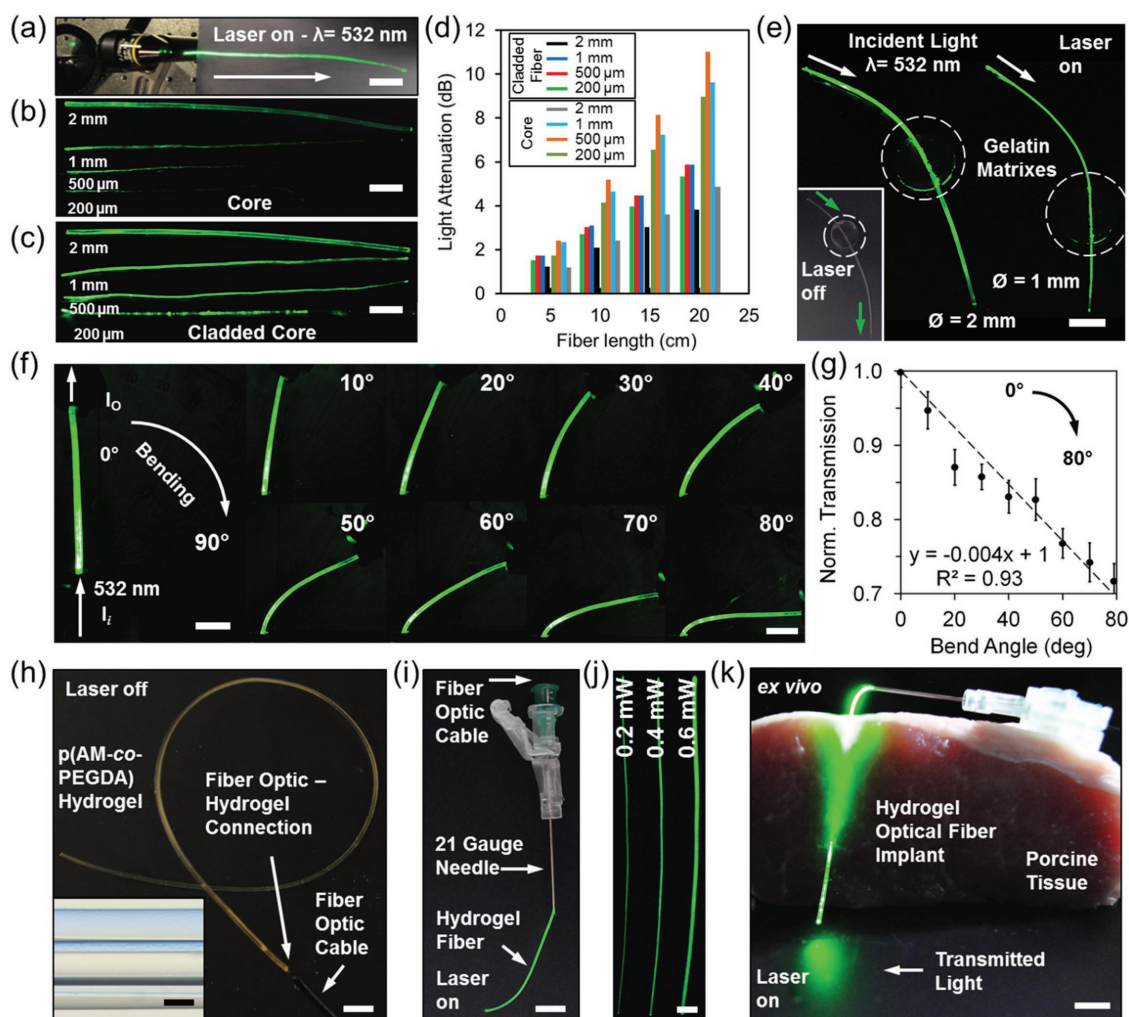 (a)
Laser on - λ= 532 nm
(b)
2 mm
1 mm
500 µm
200 µm
Core
(c)
2 mm
1 mm
500 µm
200 µm
Cladded Core
(d)
Light Attenuation (dB)
12
10
8
6
4
2
0
Cladded
Fiber
2 mm
1 mm
500 µm
200 µm
Core
2 mm
1 mm
500 µm
200 µm
0 5 10 15 20 25
Fiber length (cm)
(e)
Incident Light
λ= 532 nm
Laser
on
Gelatin
Matrixes
Laser
off
Ø = 1 mm
Ø = 2 mm
(f)
IO
0°
Bending
90°
532 nm
Ii
10°
20°
30°
40°
50°
60°
70°
80°
(g)
Norm. Transmission
1.0
0.9
0.8
0.7
0°
80°
y = -0.004x + 1
R² = 0.93
0 20 40 60 80
Bend Angle (deg)
(h)
Laser off
p(AM-co-
PEGDA)
Hydrogel
Fiber Optic –
Hydrogel
Connection
Fiber
Optic
Cable
(i)
Fiber
Optic
Cable
21 Gauge
Needle
Hydrogel
Fiber
Laser
on
(j)
0.2 mW
0.4 mW
0.6 mW
(k)
ex vivo
Hydrogel
Optical Fiber
Implant
Porcine
Tissue
Laser
on
Transmitted
Light